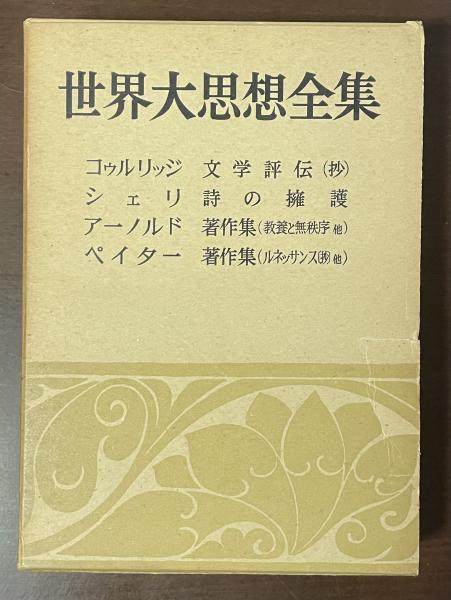 世界大思想全集
コゥルリッジ 文学評伝(抄)
シェリ 詩の擁護
アーノルド 著作集(教養と無秩序他)
ペイター 著作集(ルネッサンス(抄)他)